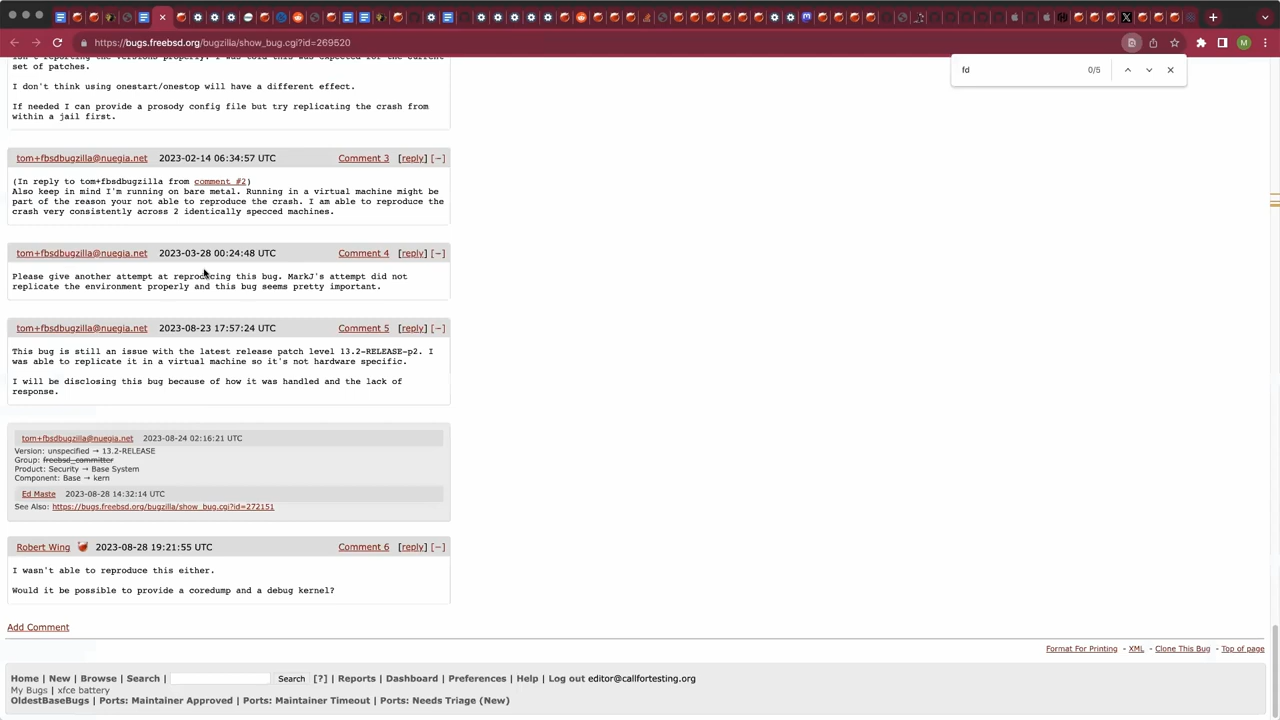 M
https://bugs.freebsd.org/bugzilla/show_bug.cgi?id=269520
fd
0/5
set of patches.
I don't think using onestart/onestop will have a different effect.
If needed I can provide a prosody config file but try replicating the crash from
within a jail first.
tom+fbsdbugzilla@nuegia.net 2023-02-14 06:34:57 UTC Comment 3 [reply] [−]
(In reply to tom+fbsdbugzilla from comment #2)
Also keep in mind I'm running on bare metal. Running in a virtual machine might be
part of the reason your not able to reproduce the crash. I am able to reproduce the
crash very consistently across 2 identically specced machines.
tom+fbsdbugzilla@nuegia.net 2023-03-28 00:24:48 UTC Comment 4 [reply] [−]
Please give another attempt at reproducing this bug. MarkJ's attempt did not
replicate the environment properly and this bug seems pretty important.
tom+fbsdbugzilla@nuegia.net 2023-08-23 17:57:24 UTC Comment 5 [reply] [−]
This bug is still an issue with the latest release patch level 13.2-RELEASE-p2. I
was able to replicate it in a virtual machine so it's not hardware specific.
I will be disclosing this bug because of how it was handled and the lack of
response.
tom+fbsdbugzilla@nuegia.net 2023-08-24 02:16:21 UTC
Version: unspecified → 13.2-RELEASE
Group: freebsd_committer
Product: Security → Base System
Component: Base → kern
Ed Maste 2023-08-28 14:32:14 UTC
See Also: https://bugs.freebsd.org/bugzilla/show_bug.cgi?id=272151
Robert Wing 2023-08-28 19:21:55 UTC Comment 6 [reply] [−]
I wasn't able to reproduce this either.
Would it be possible to provide a coredump and a debug kernel?
Add Comment
Format For Printing - XML - Clone This Bug - Top of page
Home | New | Browse | Search | Search [?] | Reports | Dashboard | Preferences | Help | Log out editor@callfortesting.org
My Bugs | xfce battery
OldestBaseBugs | Ports: Maintainer Approved | Ports: Maintainer Timeout | Ports: Needs Triage (New)